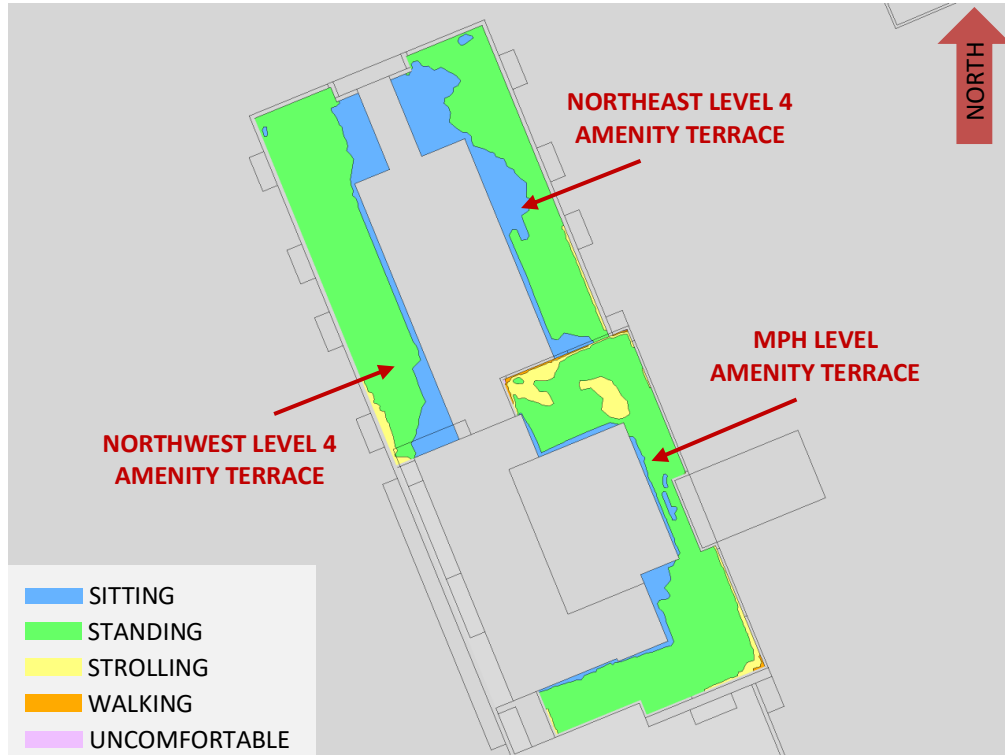 NORTH
NORTHEAST LEVEL 4
AMENITY TERRACE
MPH LEVEL
AMENITY TERRACE
NORTHWEST LEVEL 4
AMENITY TERRACE
SITTING
STANDING
STROLLING
WALKING
UNCOMFORTABLE